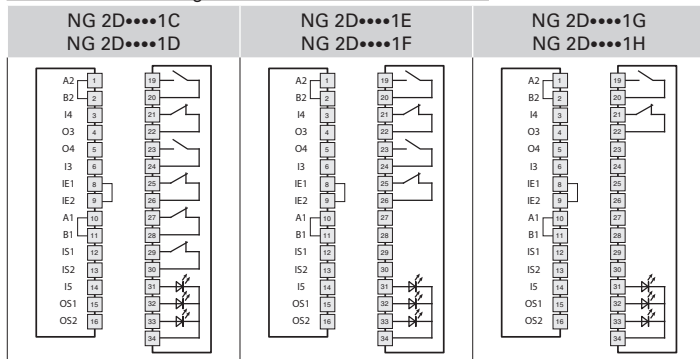 NG 2D••••1C
NG 2D••••1D
NG 2D••••1E
NG 2D••••1F
NG 2D••••1G
NG 2D••••1H
A2 1 19
B2 2 20
I4 3 21
O3 4 22
O4 5 23
I3 6 24
IE1 8 25
IE2 9 26
A1 10 27
B1 11 28
IS1 12 29
IS2 13 30
I5 14 31
OS1 15 32
OS2 16 33
34
A2 1 19
B2 2 20
I4 3 21
O3 4 22
O4 5 23
I3 6 24
IE1 8 25
IE2 9 26
A1 10 27
B1 11 28
IS1 12 29
IS2 13 30
I5 14 31
OS1 15 32
OS2 16 33
34
A2 1 19
B2 2 20
I4 3 21
O3 4 22
O4 5 23
I3 6 24
IE1 8 25
IE2 9 26
A1 10 27
B1 11 28
IS1 12 29
IS2 13 30
I5 14 31
OS1 15 32
OS2 16 33
34